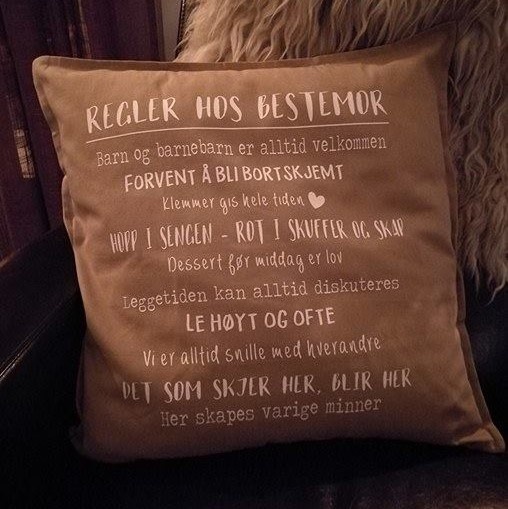 REGLER HOS BESTEMOR
Barn og barnebarn er alltid velkommen
FORVENT Å BLI BORTSKJEMT
Klemmer gis hele tiden
HOPP I SENGEN - ROT I SKUFFER OG SKAP
Dessert før middag er lov
Leggetiden kan alltid diskuteres
LE HØYT OG OFTE
Vi er alltid snille med hverandre
DET SOM SKJER HER, BLIR HER
Her skapes varige minner